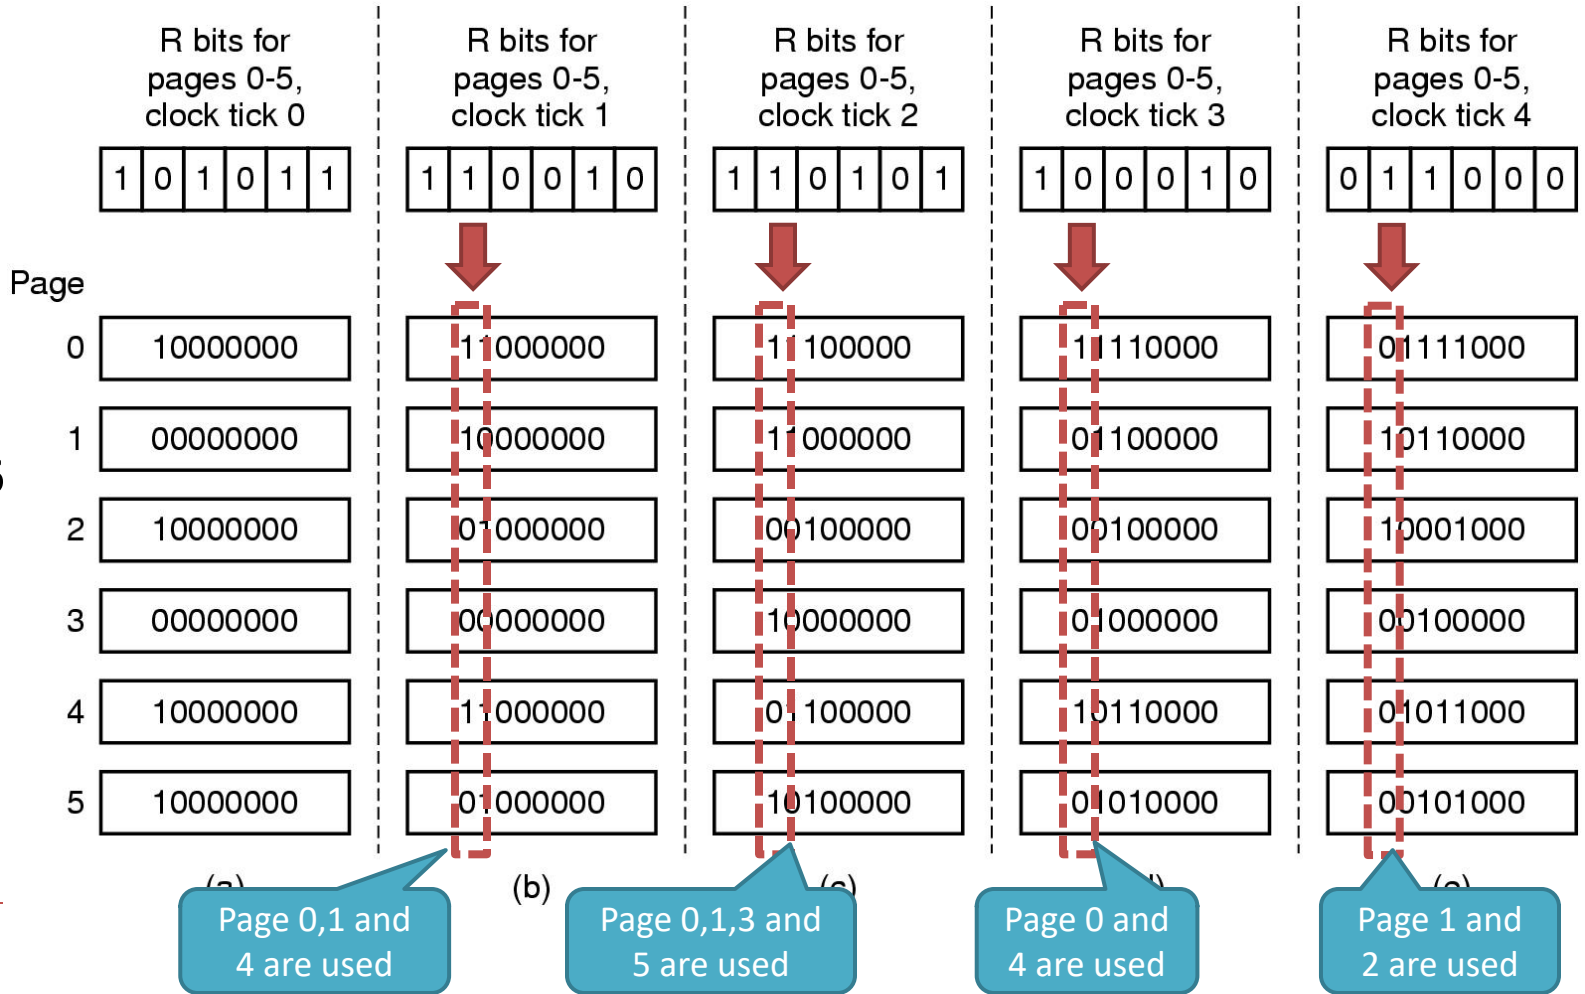 R bits for pages 0-5, clock tick 0
R bits for pages 0-5, clock tick 1
R bits for pages 0-5, clock tick 2
R bits for pages 0-5, clock tick 3
R bits for pages 0-5, clock tick 4
1 0 1 0 1 1
1 1 0 0 1 0
1 1 0 1 0 1
1 0 0 0 1 0
0 1 1 0 0 0
Page
0 10000000 11000000 11100000 11110000 01111000
1 00000000 10000000 11000000 01100000 10110000
2 10000000 01000000 00100000 00100000 10001000
3 00000000 00000000 10000000 01000000 00100000
4 10000000 11000000 01100000 10110000 01011000
5 10000000 01000000 10100000 01010000 00101000
(a) (b) (c) (e)
Page 0,1 and
4 are used
Page 0,1,3 and
5 are used
Page 0 and
4 are used
Page 1 and
2 are used